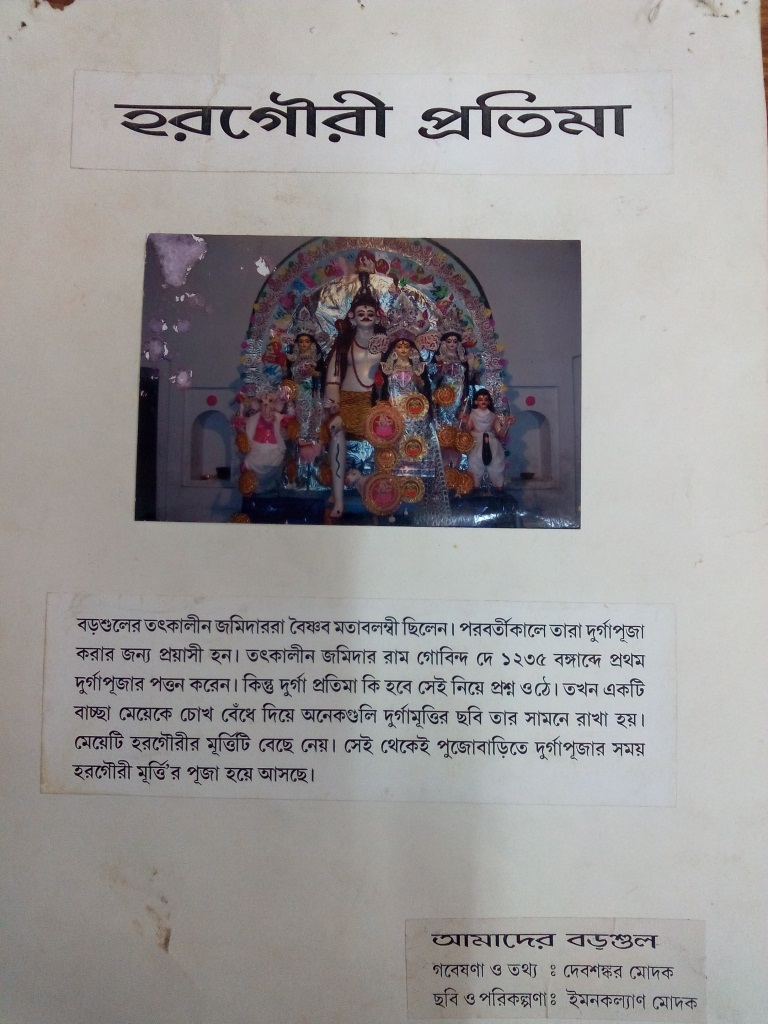 হরগৌরী প্রতিমা
বড়শুলের তৎকালীন জমিদাররা বৈষ্ণব মতাবলম্বী ছিলেন। পরবর্তীকালে তারা দুর্গাপূজা
করার জন্য প্রয়াসী হন। তৎকালীন জমিদার রাম গোবিন্দ দে ১২৩৫ বঙ্গাব্দে প্রথম
দুর্গাপূজার পত্তন করেন। কিন্তু দুর্গা প্রতিমা কি হবে সেই নিয়ে প্রশ্ন ওঠে। তখন একটি
বাচ্ছা মেয়েকে চোখ বেঁধে দিয়ে অনেকগুলি দুর্গামূর্ত্তির ছবি তার সামনে রাখা হয়।
মেয়েটি হরগৌরীর মূর্ত্তিটি বেছে নেয়। সেই থেকেই পুজোবাড়িতে দুর্গাপূজার সময়
হরগৌরী মূর্ত্তি'র পূজা হয়ে আসছে।
আমাদের বড়শুল
গবেষণা ও তথ্য ঃ দেবশঙ্কর মোদক
ছবি ও পরিকল্পণা ঃ ইমনকল্যাণ মোদক